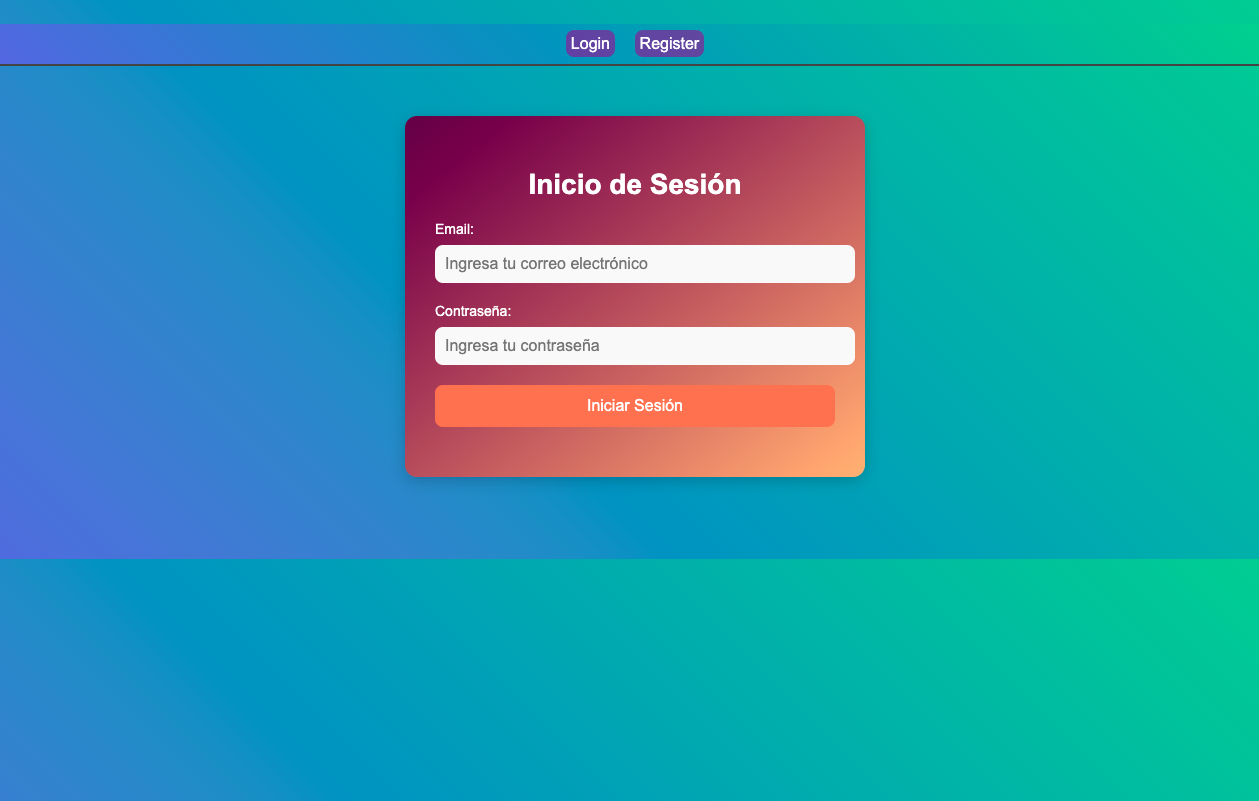 Login Register
Inicio de Sesión
Email:
Ingresa tu correo electrónico
Contraseña:
Ingresa tu contraseña
Iniciar Sesión